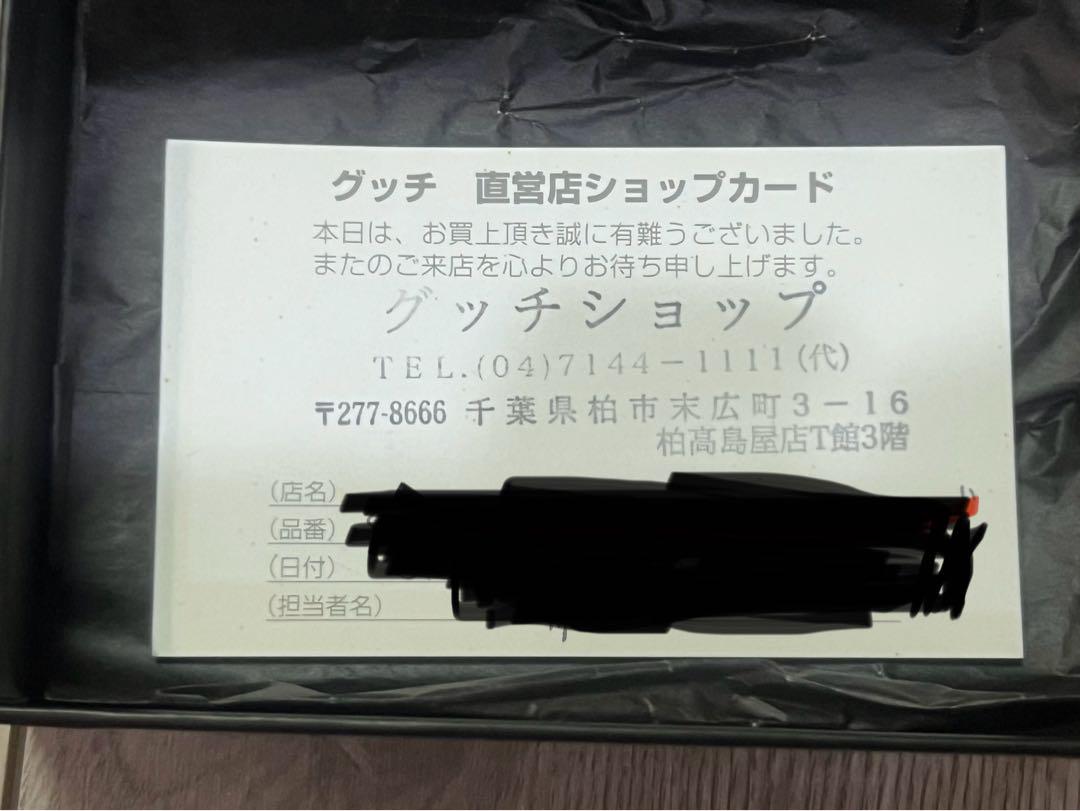 グッチ　直営店ショップカード
本日は、お買上頂き誠に有難うございました。
またのご来店を心よりお待ち申し上げます。
グッチショップ
TEL.(04)7144－1111(代)
〒277-8666 千葉県柏市末広町3－16
柏高島屋店T館3階
(店名)
(品番)
(日付)
(担当者名)